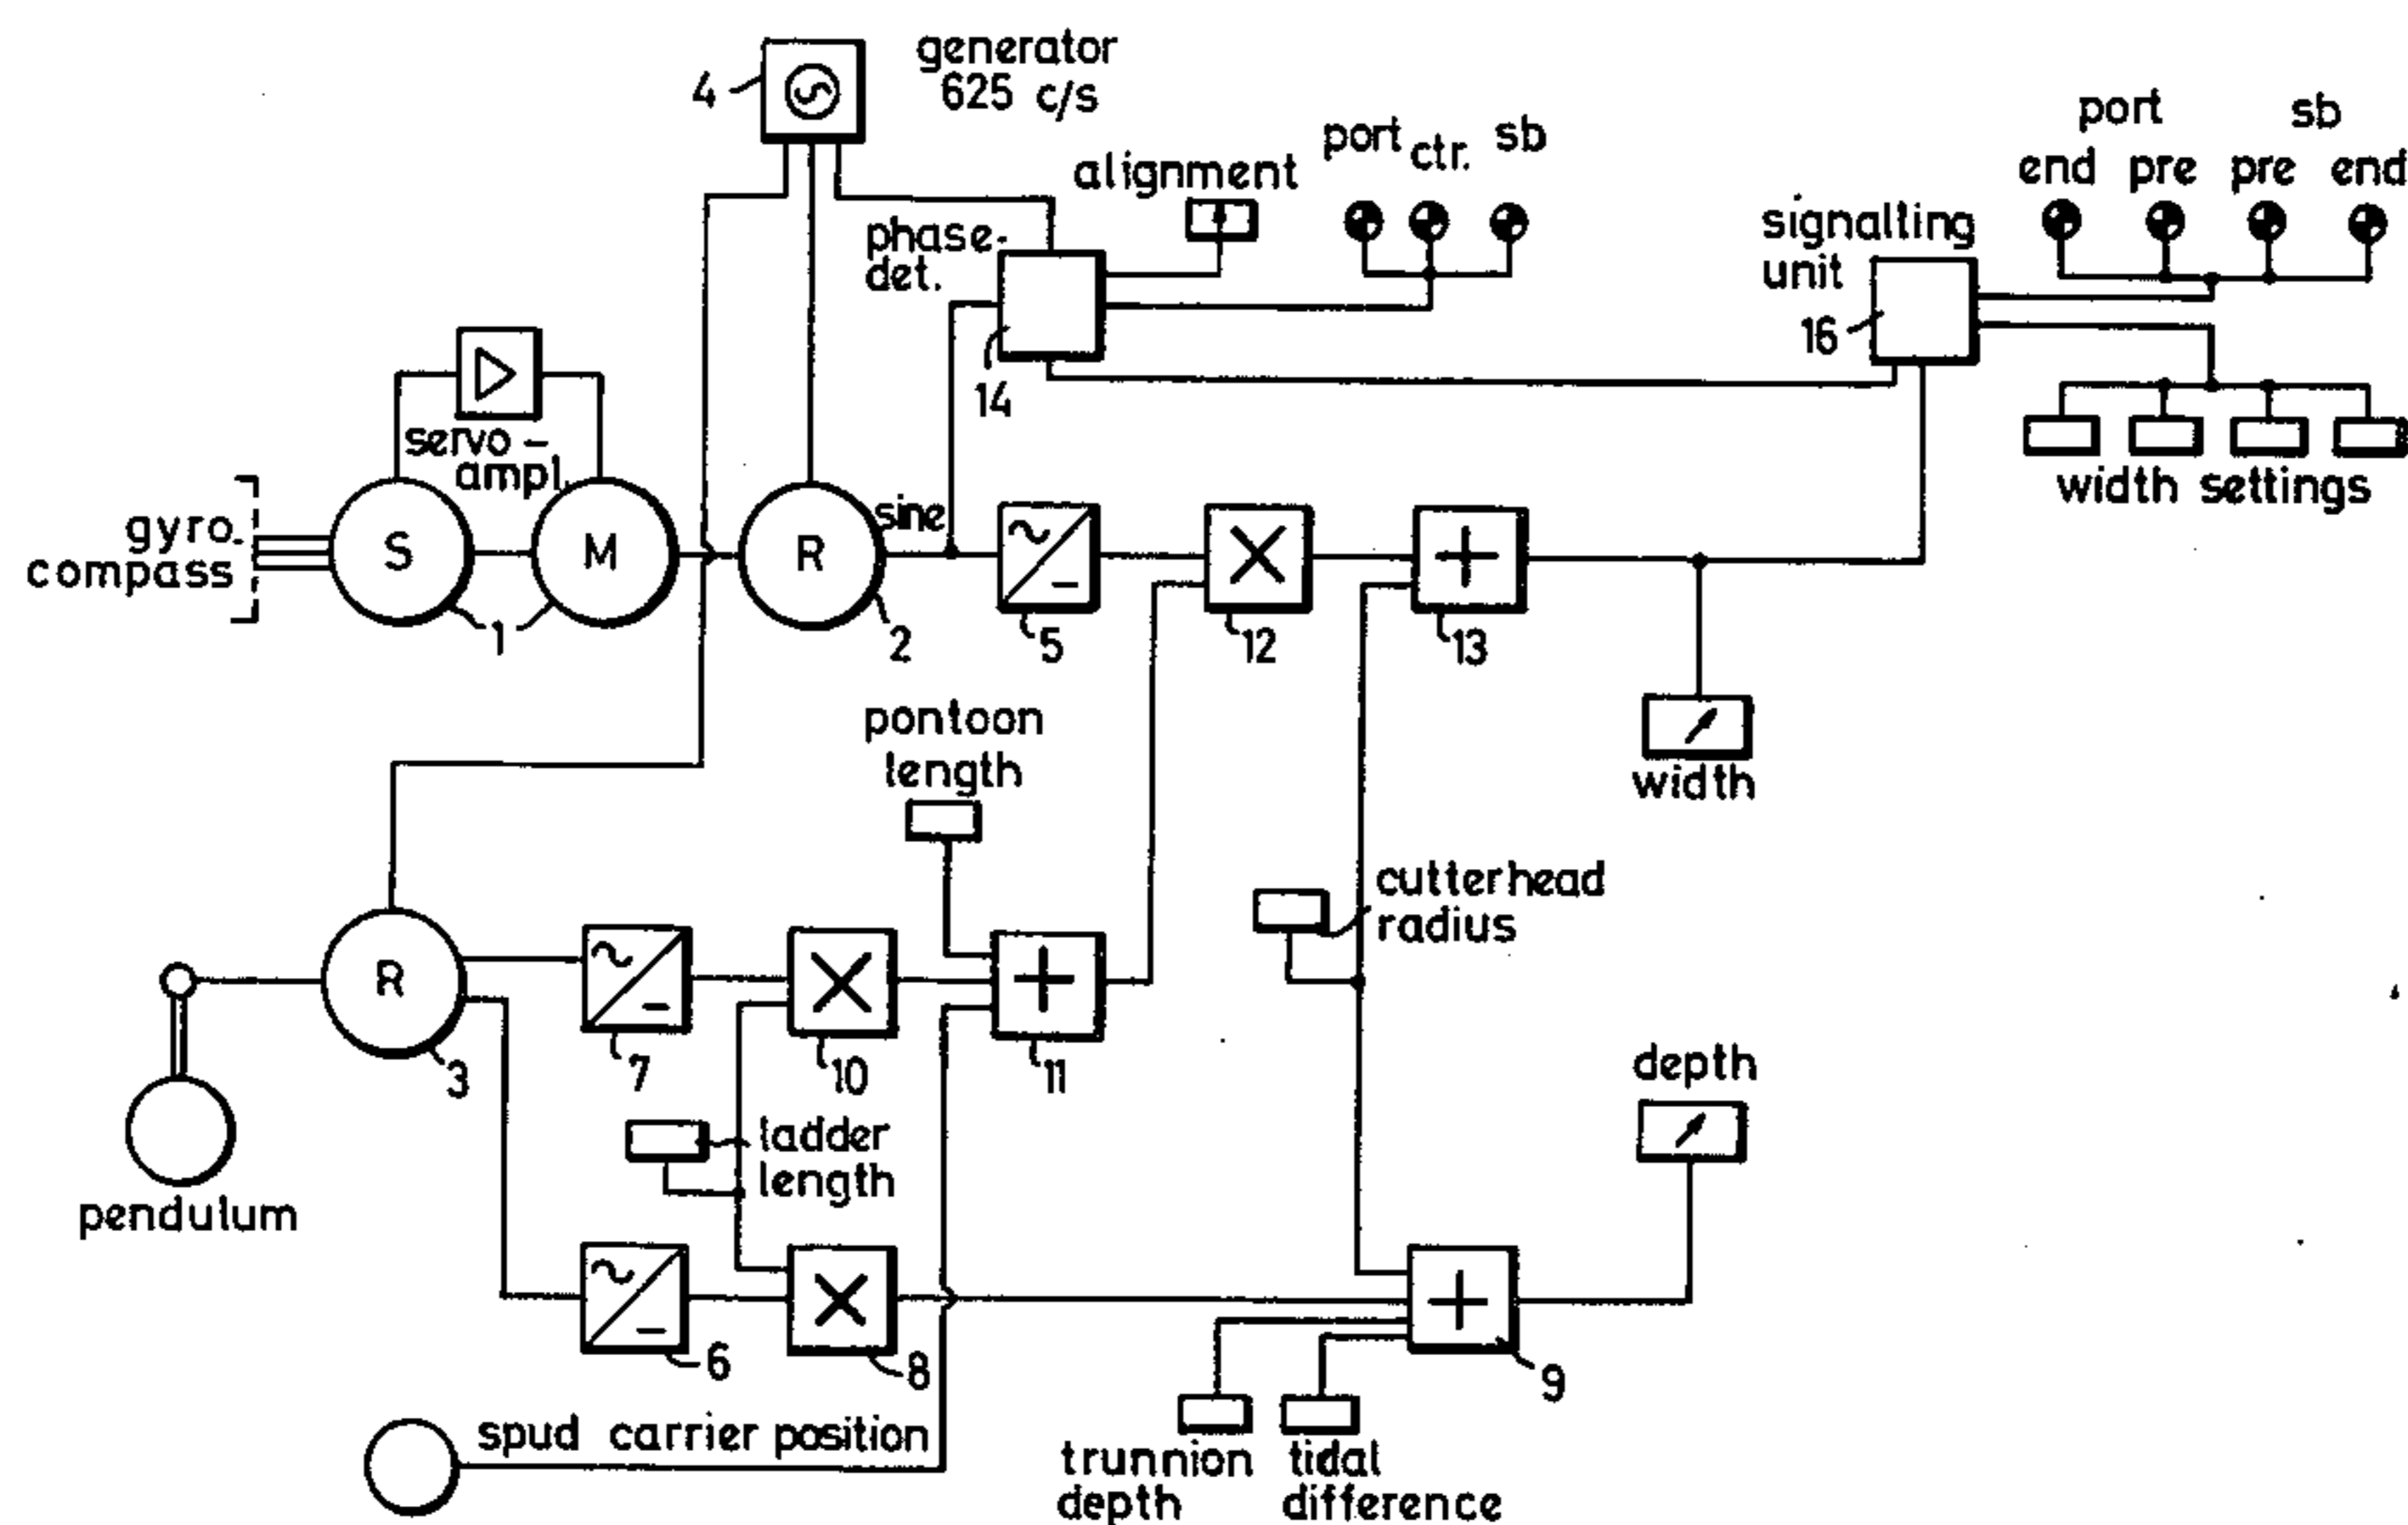 generator
625 c/s
4
port ctr. sb
alignment
port sb
end pre pre end
signalting
unit
16
phase-
det.
14
servo-
ampl.
gyro-
compass
S
M
R
sine
1
2
5
12
13
width settings
width
pontoon
length
cutterhead
radius
R
3
7
10
11
pendulum
ladder
length
depth
6
8
9
spud carrier position
trunnion
depth
tidal
difference